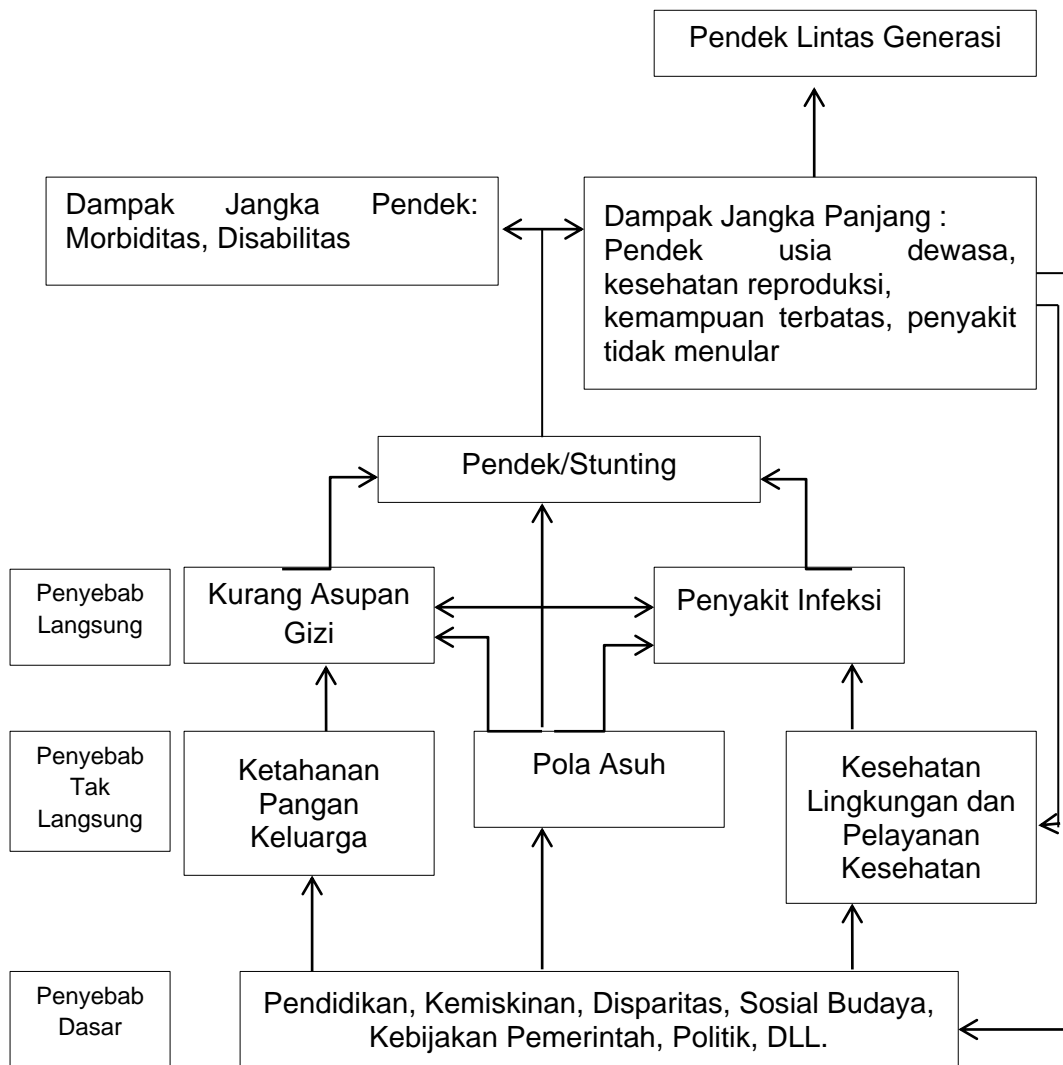 Pendek Lintas Generasi
Dampak Jangka Pendek:
Morbiditas, Disabilitas
Dampak Jangka Panjang :
Pendek usia dewasa,
kesehatan reproduksi,
kemampuan terbatas, penyakit
tidak menular
Pendek/Stunting
Penyebab
Langsung
Kurang Asupan
Gizi
Penyakit Infeksi
Penyebab
Tak
Langsung
Ketahanan
Pangan
Keluarga
Pola Asuh
Kesehatan
Lingkungan dan
Pelayanan
Kesehatan
Penyebab
Dasar
Pendidikan, Kemiskinan, Disparitas, Sosial Budaya,
Kebijakan Pemerintah, Politik, DLL.